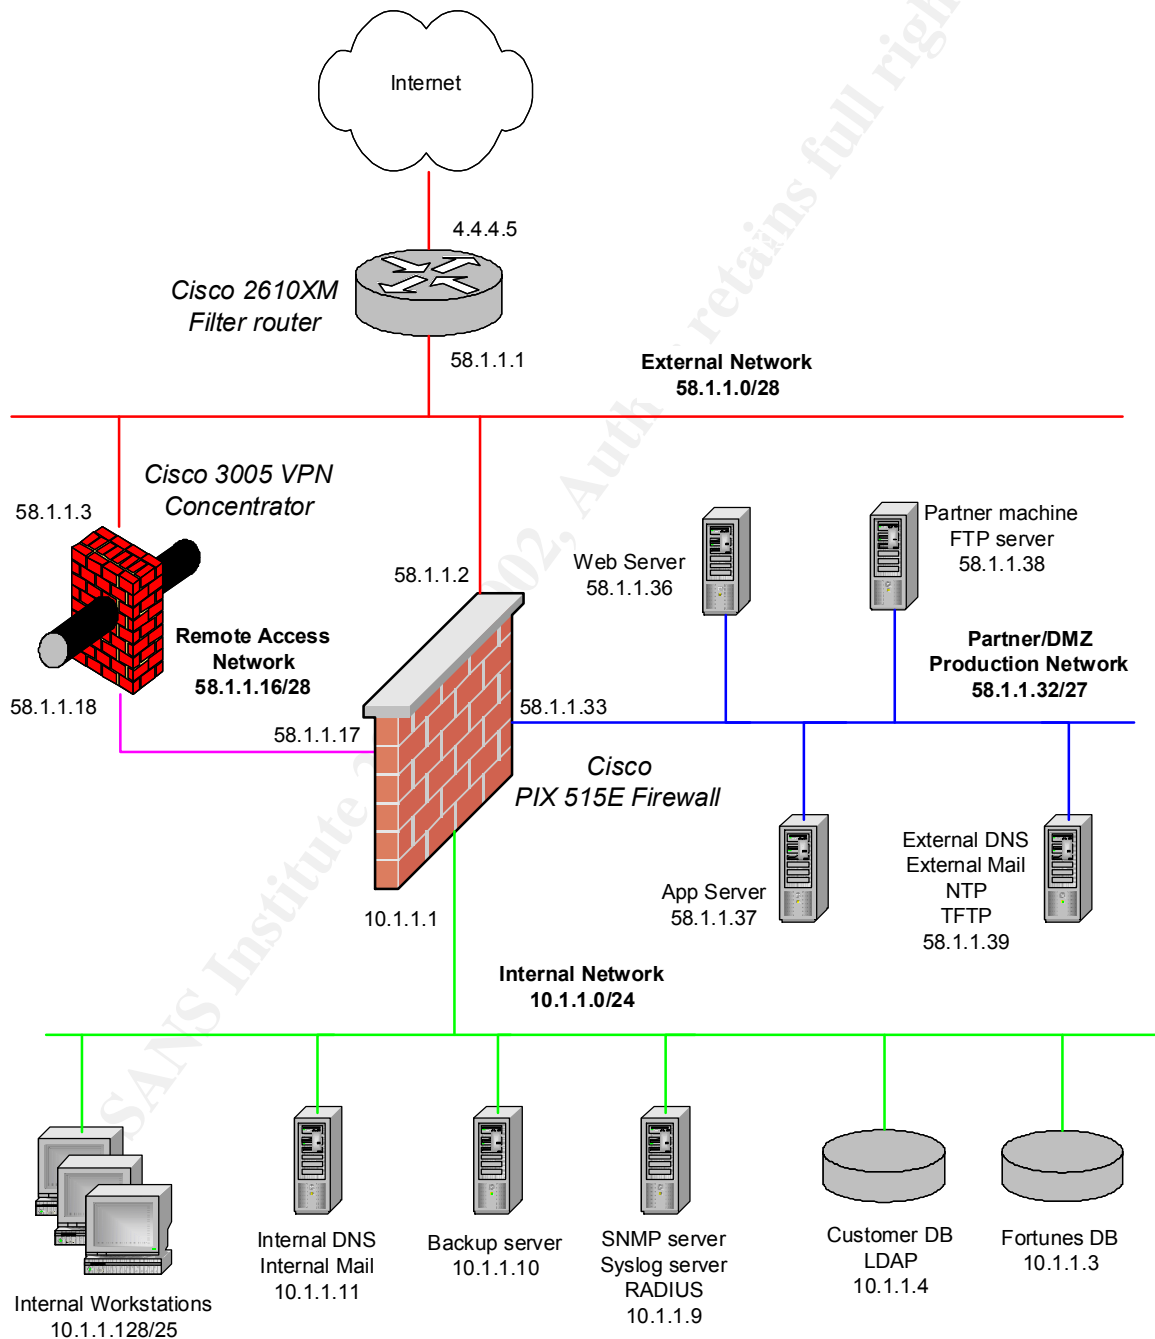 Internet
4.4.4.5
Cisco 2610XM
Filter router
58.1.1.1
External Network
58.1.1.0/28
Cisco 3005 VPN
Concentrator
58.1.1.3
58.1.1.2
Web Server
58.1.1.36
Partner machine
FTP server
58.1.1.38
Remote Access
Network
58.1.1.16/28
Partner/DMZ
Production Network
58.1.1.32/27
58.1.1.18
58.1.1.17
58.1.1.33
Cisco
PIX 515E Firewall
App Server
58.1.1.37
External DNS
External Mail
NTP
TFTP
58.1.1.39
10.1.1.1
Internal Network
10.1.1.0/24
Internal Workstations
10.1.1.128/25
Internal DNS
Internal Mail
10.1.1.11
Backup server
10.1.1.10
SNMP server
Syslog server
RADIUS
10.1.1.9
Customer DB
LDAP
10.1.1.4
Fortunes DB
10.1.1.3
SANS Institute 2002, Auth retains full